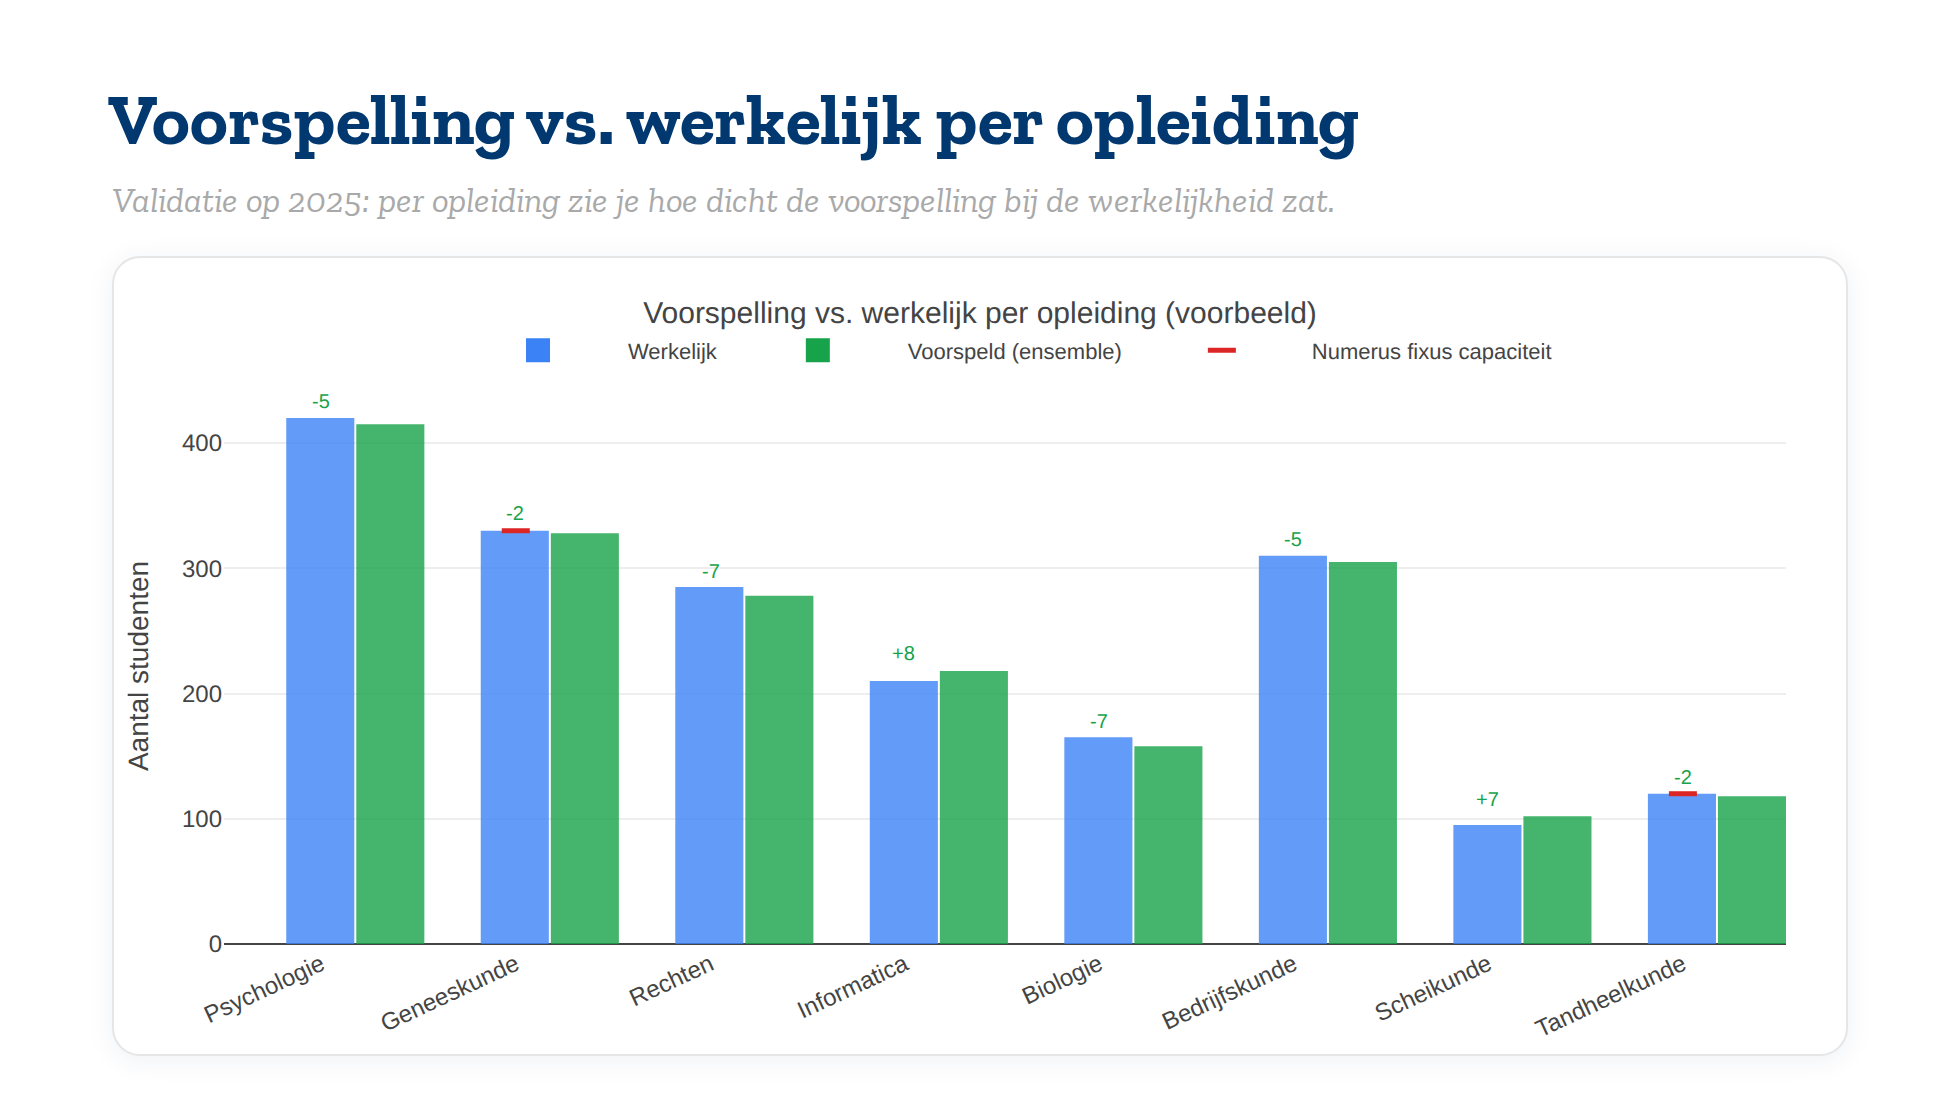 Voorspelling vs. werkelijk per opleiding
Validatie op 2025: per opleiding zie je hoe dicht de voorspelling bij de werkelijkheid zat.
Voorspelling vs. werkelijk per opleiding (voorbeeld)
Werkelijk
Voorspeld (ensemble)
Numerus fixus capaciteit
Aantal studenten
400
300
200
100
0
-5
-2
-7
+8
-7
-5
+7
-2
Psychologie
Geneeskunde
Rechten
Informatica
Biologie
Bedrijfskunde
Scheikunde
Tandheelkunde